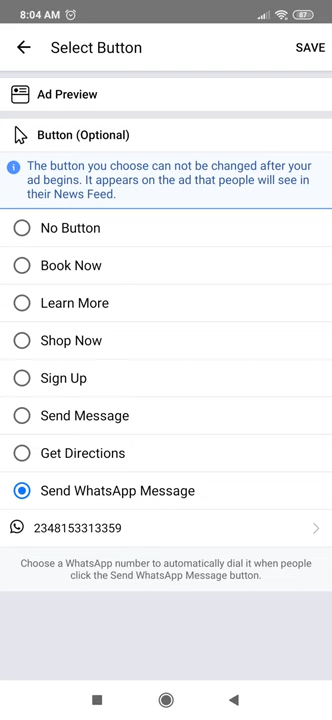 8:04 AM
87
Select Button
SAVE
Ad Preview
Button (Optional)
The button you choose can not be changed after your
ad begins. It appears on the ad that people will see in
their News Feed.
No Button
Book Now
Learn More
Shop Now
Sign Up
Send Message
Get Directions
Send WhatsApp Message
2348153313359
Choose a WhatsApp number to automatically dial it when people
click the Send WhatsApp Message button.